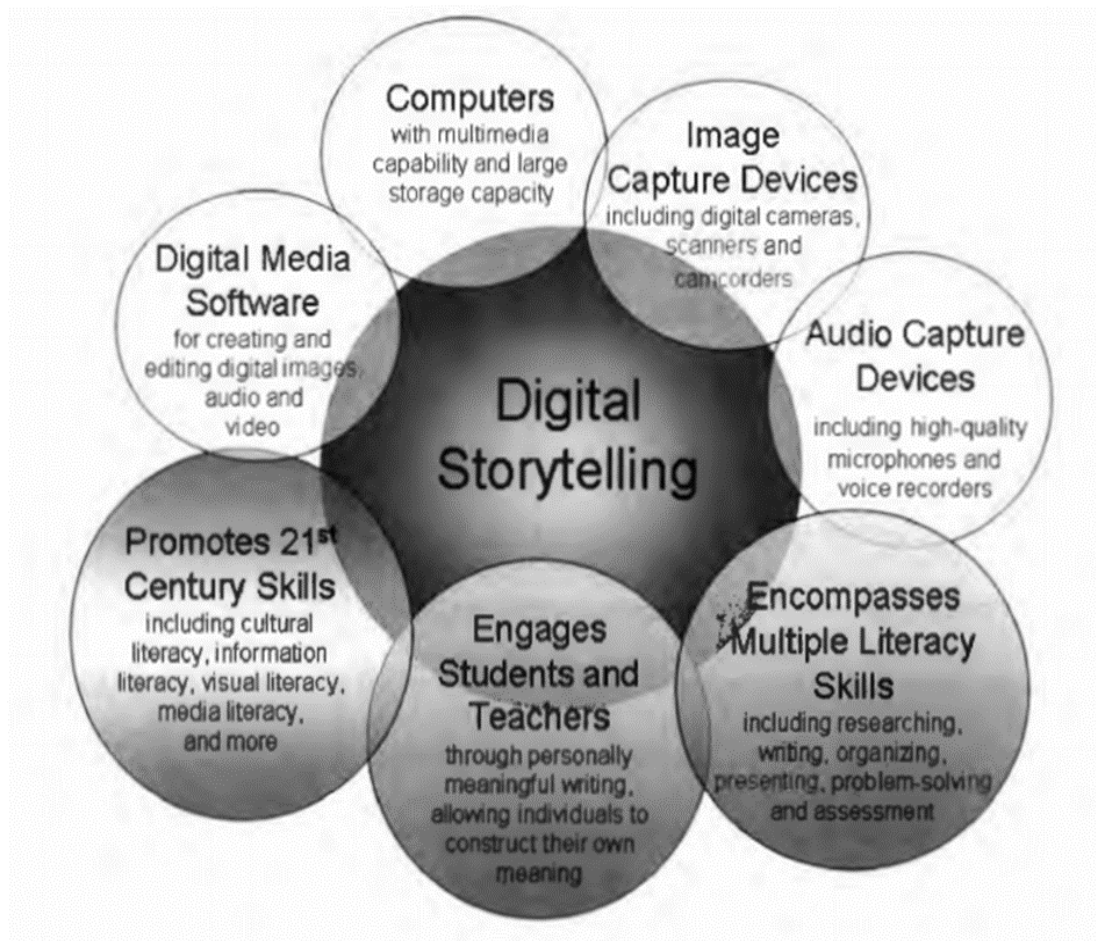 Computers
with multimedia
capability and large
storage capacity
Image
Capture Devices
including digital cameras,
scanners and
camcorders
Digital Media
Software
for creating and
editing digital images,
audio and
video
Audio Capture
Devices
including high-quality
microphones and
voice recorders
Digital
Storytelling
Promotes 21st
Century Skills
including cultural
literacy, information
literacy, visual literacy,
media literacy,
and more
Engages
Students and
Teachers
through personally
meaningful writing,
allowing individuals to
construct their own
meaning
Encompasses
Multiple Literacy
Skills
including researching,
writing, organizing,
presenting, problem-solving
and assessment